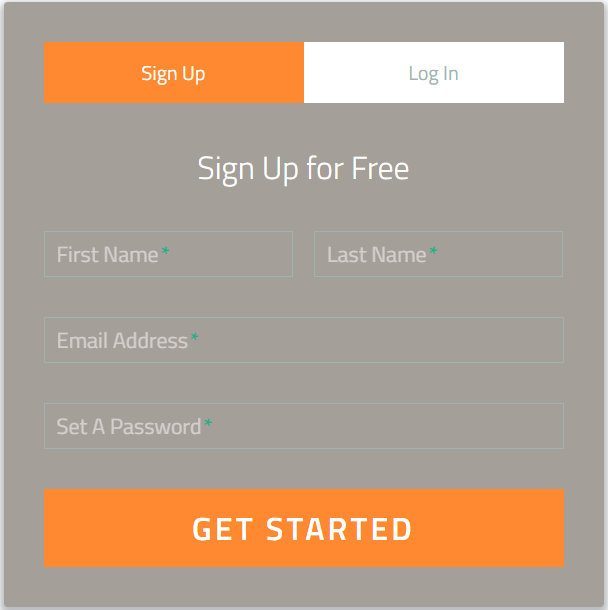 Sign Up Log In
Sign Up for Free
First Name* Last Name*
Email Address*
Set A Password*
GET STARTED